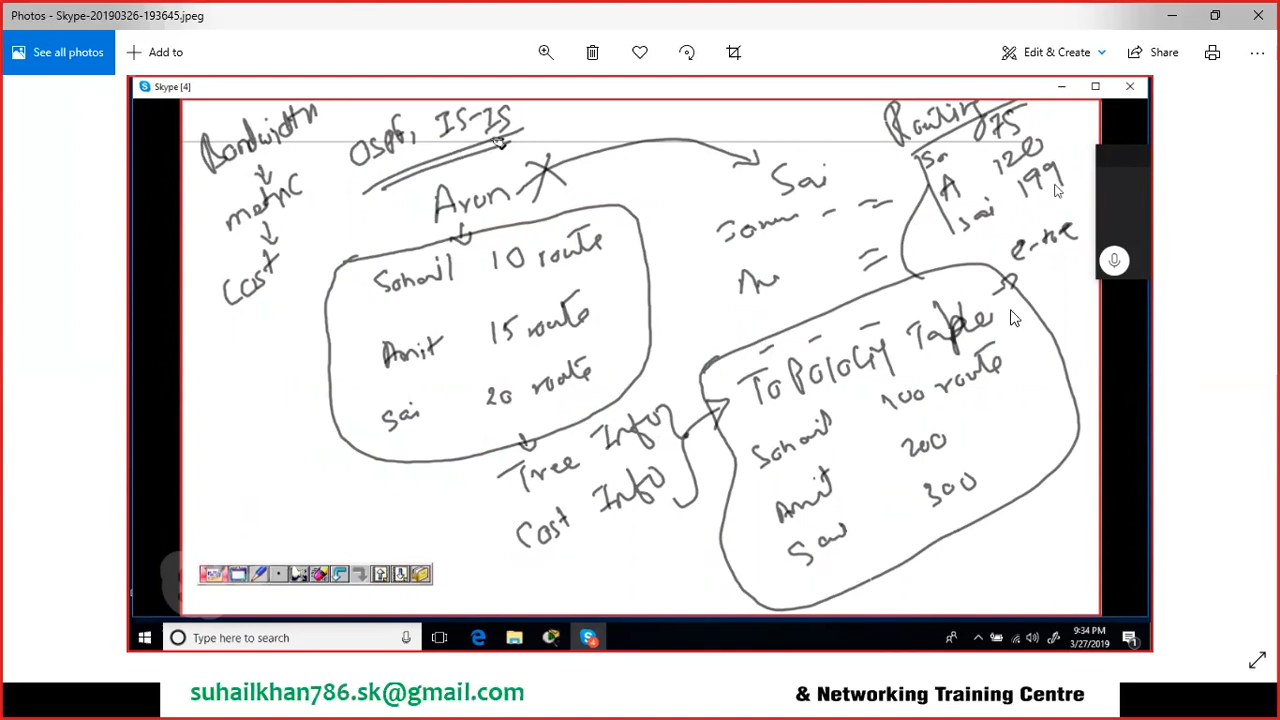 Photos - Skype-20190326-193645.jpeg
See all photos
Add to
Edit & Create
Share
Skype [4]
Bandwidth
metric
Cost
Ospf, IS-IS
Arun
Sohail 10 route
Amit 15 route
Sai 20 route
Tree Info
Cost Info
Sai
Routing
75
A 120
Sai 199
Topology Table
Sohail 100 route
Amit 200
Sai 300
Type here to search
9:34 PM
3/27/2019
suhailkhan786.sk@gmail.com
& Networking Training Centre